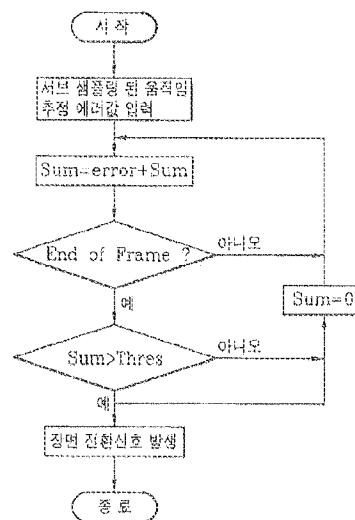 시 작
서브 샘플링 된 움직임
추정 에러값 입력
Sum=error+Sum
End of Frame ?
아니오
예
Sum=0
Sum>Thres
아니오
예
장면 전환신호 발생
종 료